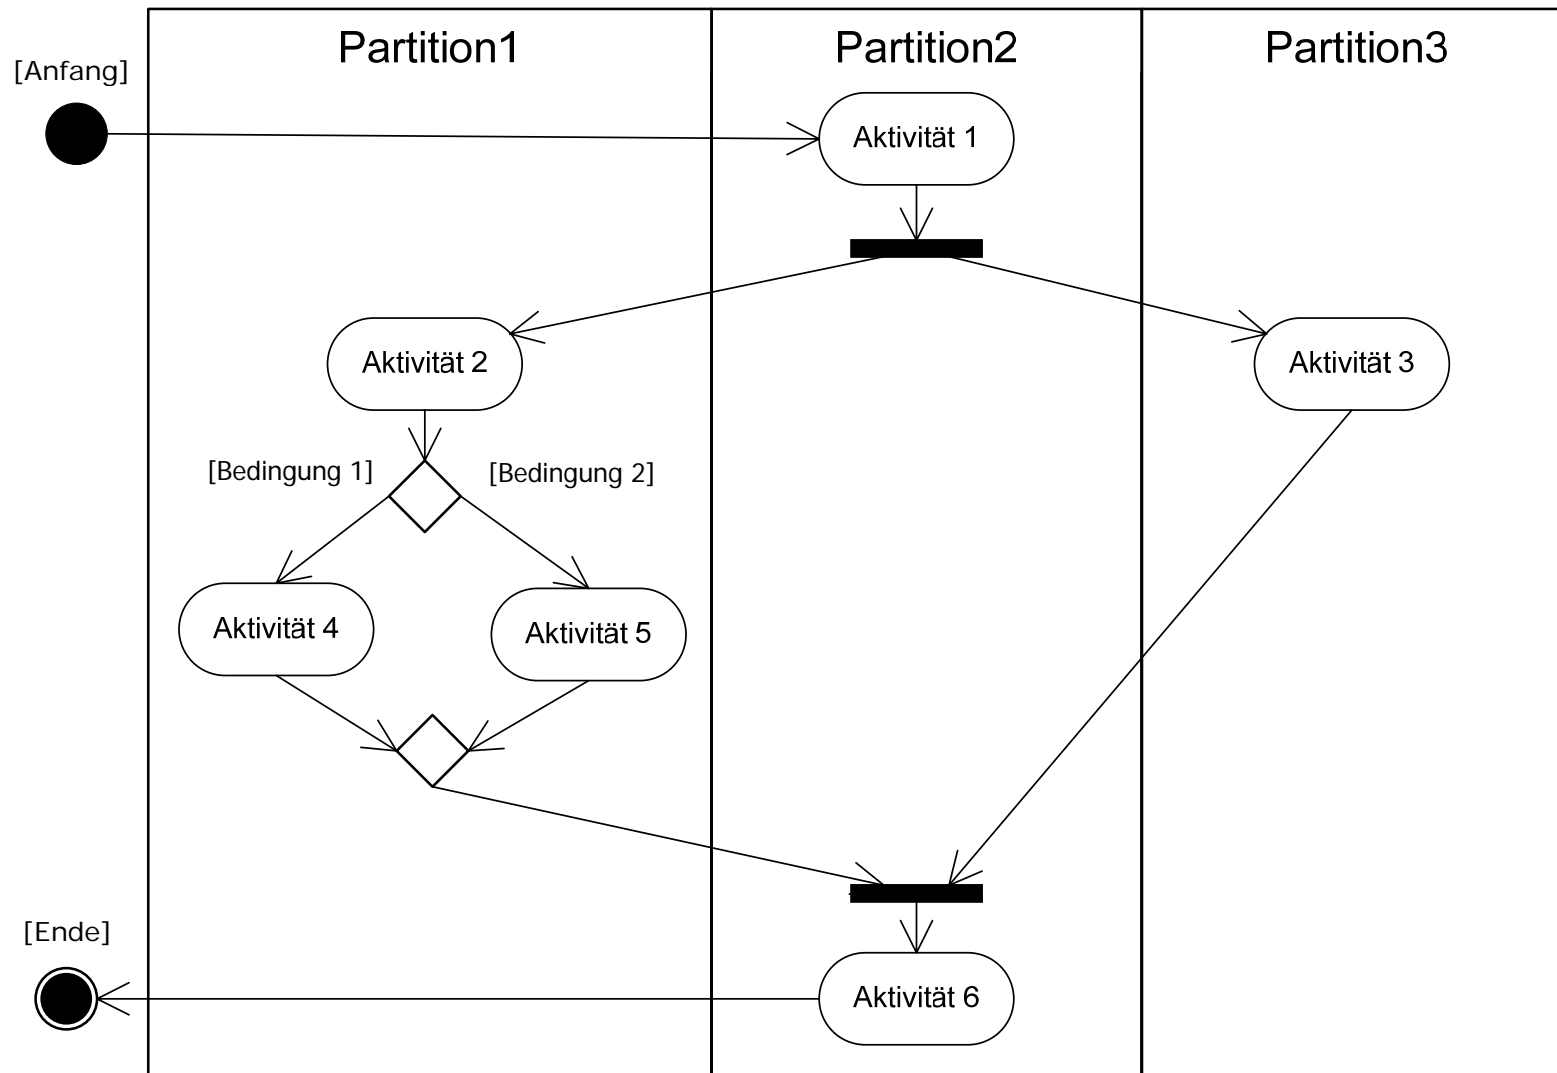 Partition1
Partition2
Partition3
[Anfang]
Aktivität 1
Aktivität 2
Aktivität 3
[Bedingung 1]
[Bedingung 2]
Aktivität 4
Aktivität 5
[Ende]
Aktivität 6